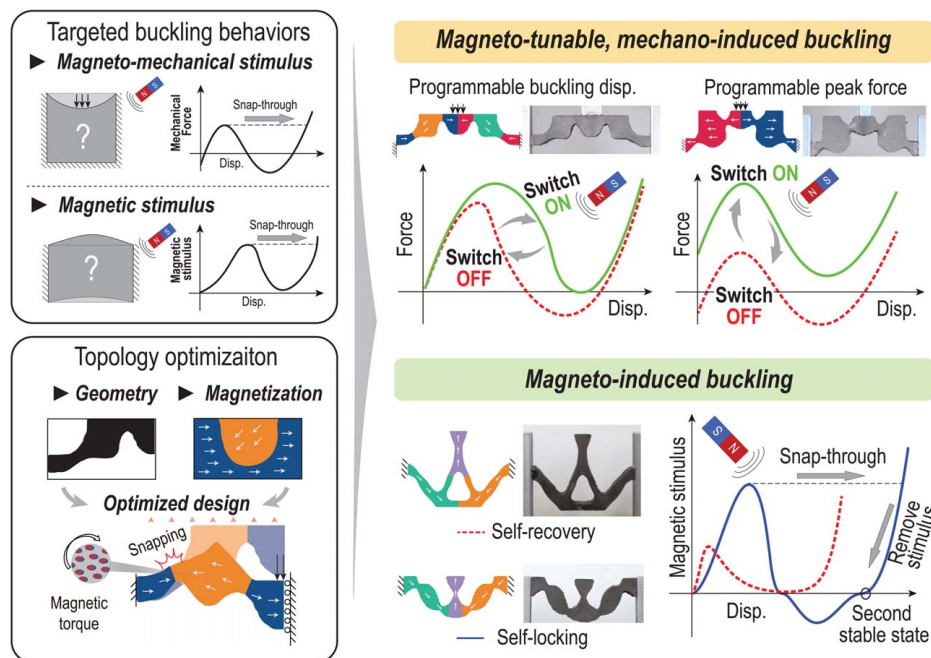 Targeted buckling behaviors
► Magneto-mechanical stimulus
?
N S
Mechanical
Force
Snap-through
Disp.
► Magnetic stimulus
?
N S
Magnetic
stimulus
Snap-through
Disp.
Topology optimizaiton
► Geometry
► Magnetization
Optimized design
Snapping
Magnetic
torque
Magneto-tunable, mechano-induced buckling
Programmable buckling disp.
Force
Switch
ON
N S
Switch
OFF
Disp.
Programmable peak force
Force
Switch ON
N S
Switch
OFF
Disp.
Magneto-induced buckling
Self-recovery
Self-locking
S N
Magnetic stimulus
Snap-through
Remove
stimulus
Disp.
Second
stable state